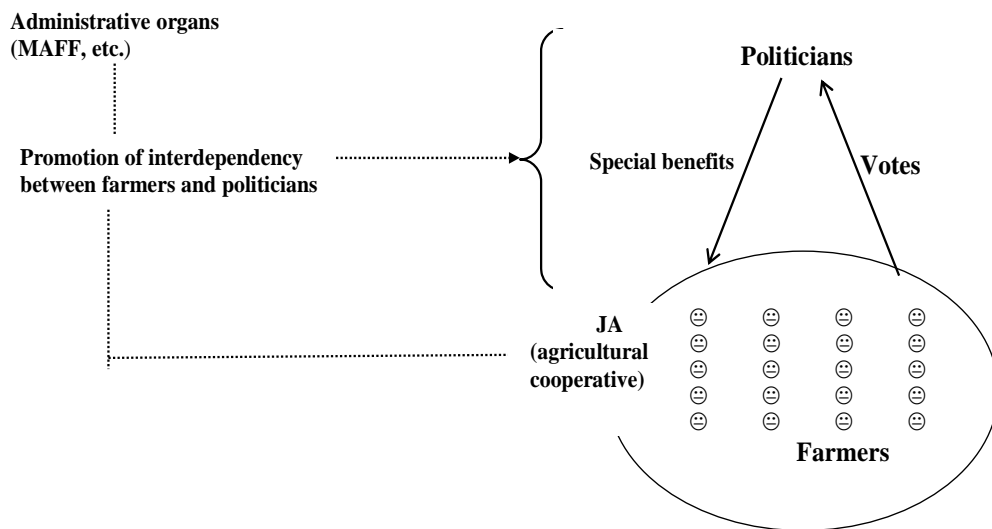 Administrative organs
(MAFF, etc.)
Politicians
Promotion of interdependency
between farmers and politicians
Special benefits
Votes
JA
(agricultural
cooperative)
Farmers